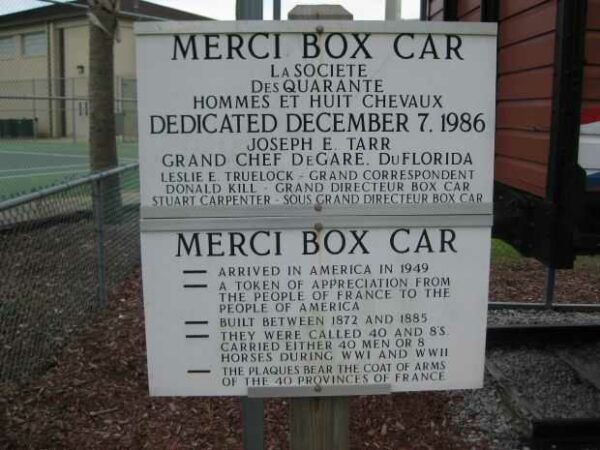 MERCI BOX CAR
LA SOCIETE
DES QUARANTE
HOMMES ET HUIT CHEVAUX
DEDICATED DECEMBER 7, 1986
JOSEPH E. TARR
GRAND CHEF DEGARE. DUFLORIDA
LESLIE E. TRUELOCK - GRAND CORRESPONDENT
DONALD KILL - GRAND DIRECTEUR BOX CAR
STUART CARPENTER - SOUS GRAND DIRECTEUR BOX CAR
MERCI BOX CAR
— ARRIVED IN AMERICA IN 1949
— A TOKEN OF APPRECIATION FROM
THE PEOPLE OF FRANCE TO THE
PEOPLE OF AMERICA
— BUILT BETWEEN 1872 AND 1885
— THEY WERE CALLED 40 AND 8'S.
CARRIED EITHER 40 MEN OR 8
HORSES DURING WWI AND WWII
— THE PLAQUES BEAR THE COAT OF ARMS
OF THE 40 PROVINCES OF FRANCE